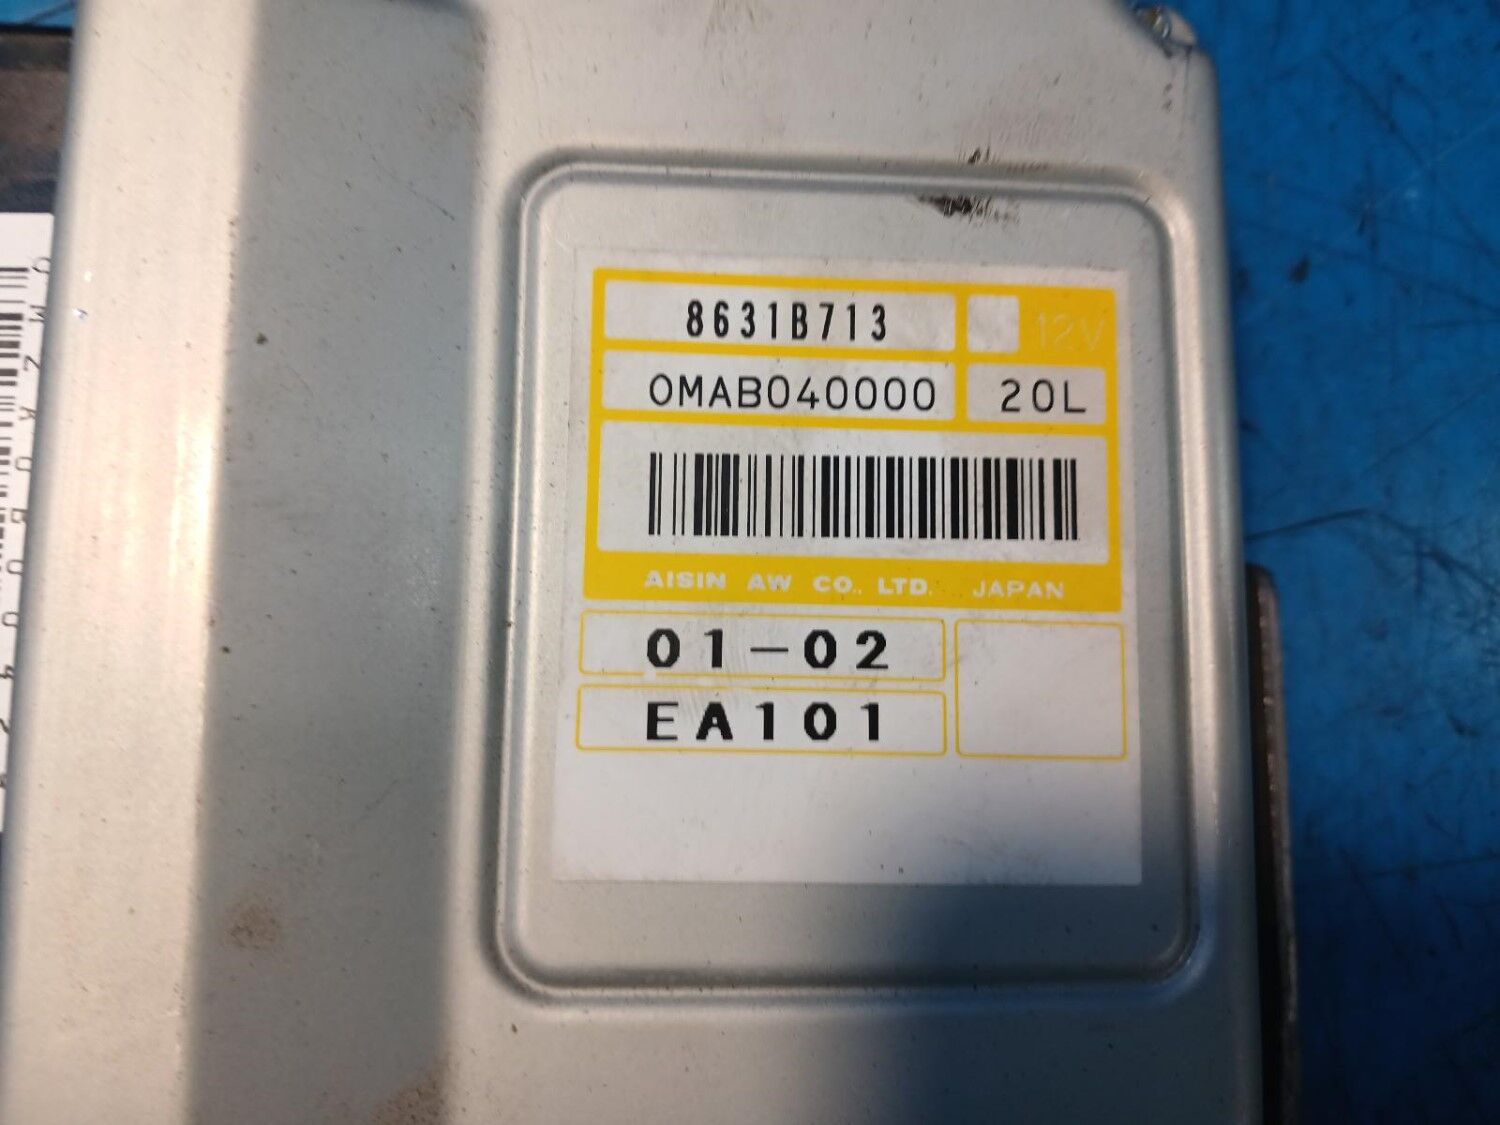 8631B713
12V
0MAB040000
20L
AISIN AW CO., LTD. JAPAN
01-02
EA101